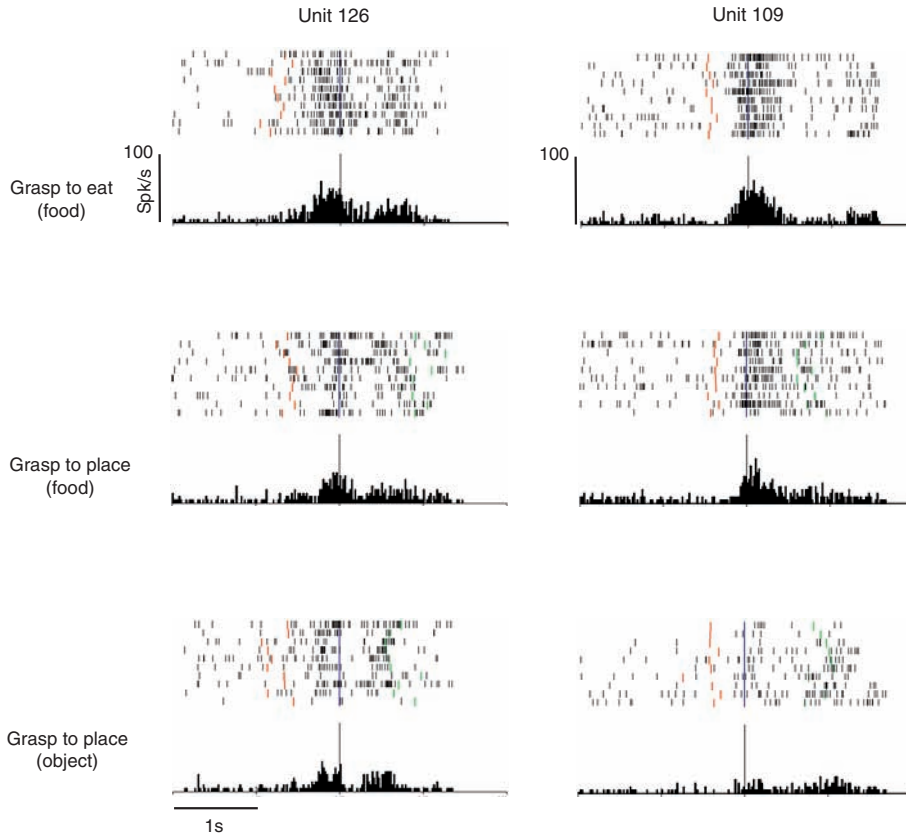 Unit 126
Unit 109
100
Spk/s
100
Grasp to eat
(food)
Grasp to place
(food)
Grasp to place
(object)
1s